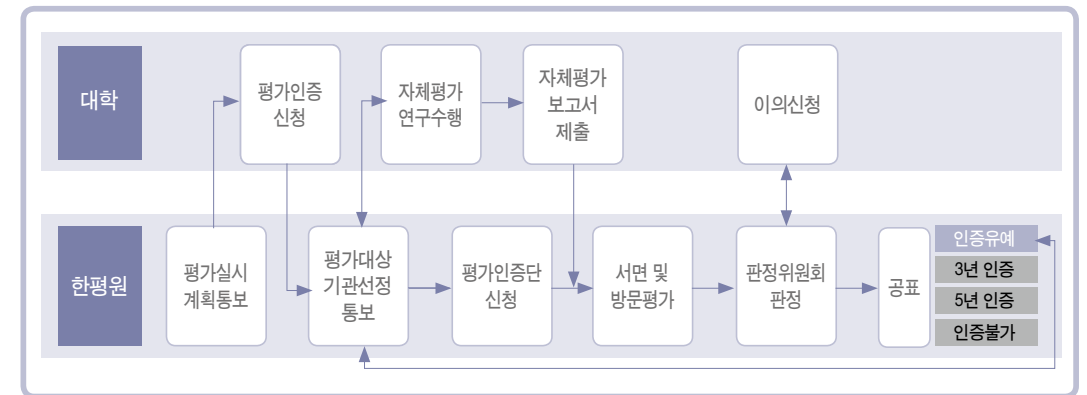 대학
평가인증
신청
자체평가
연구수행
자체평가
보고서
제출
이의신청
한평원
평가실시
계획통보
평가대상
기관선정
통보
평가인증단
신청
서면 및
방문평가
판정위원회
판정
공표
인증유예
3년 인증
5년 인증
인증불가